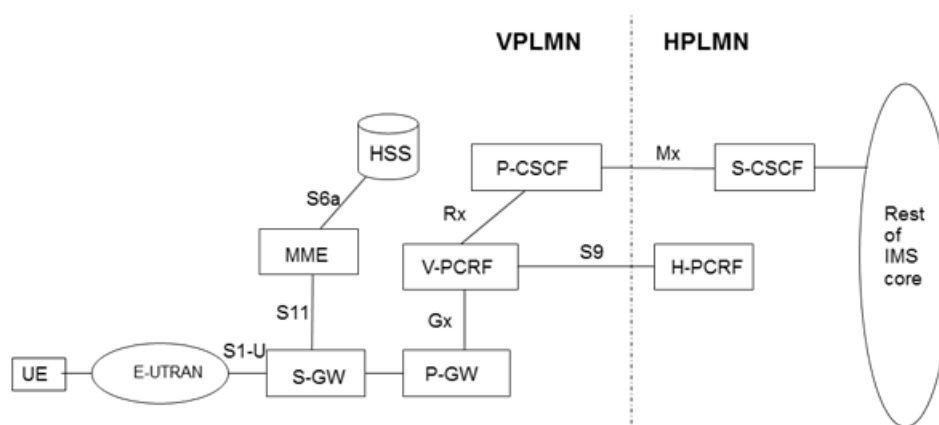 VPLMN
HPLMN
HSS
P-CSCF
Mx
S-CSCF
S6a
Rx
Rest
of
IMS
core
MME
V-PCRF
S9
H-PCRF
S11
Gx
S1-U
UE
E-UTRAN
S-GW
P-GW